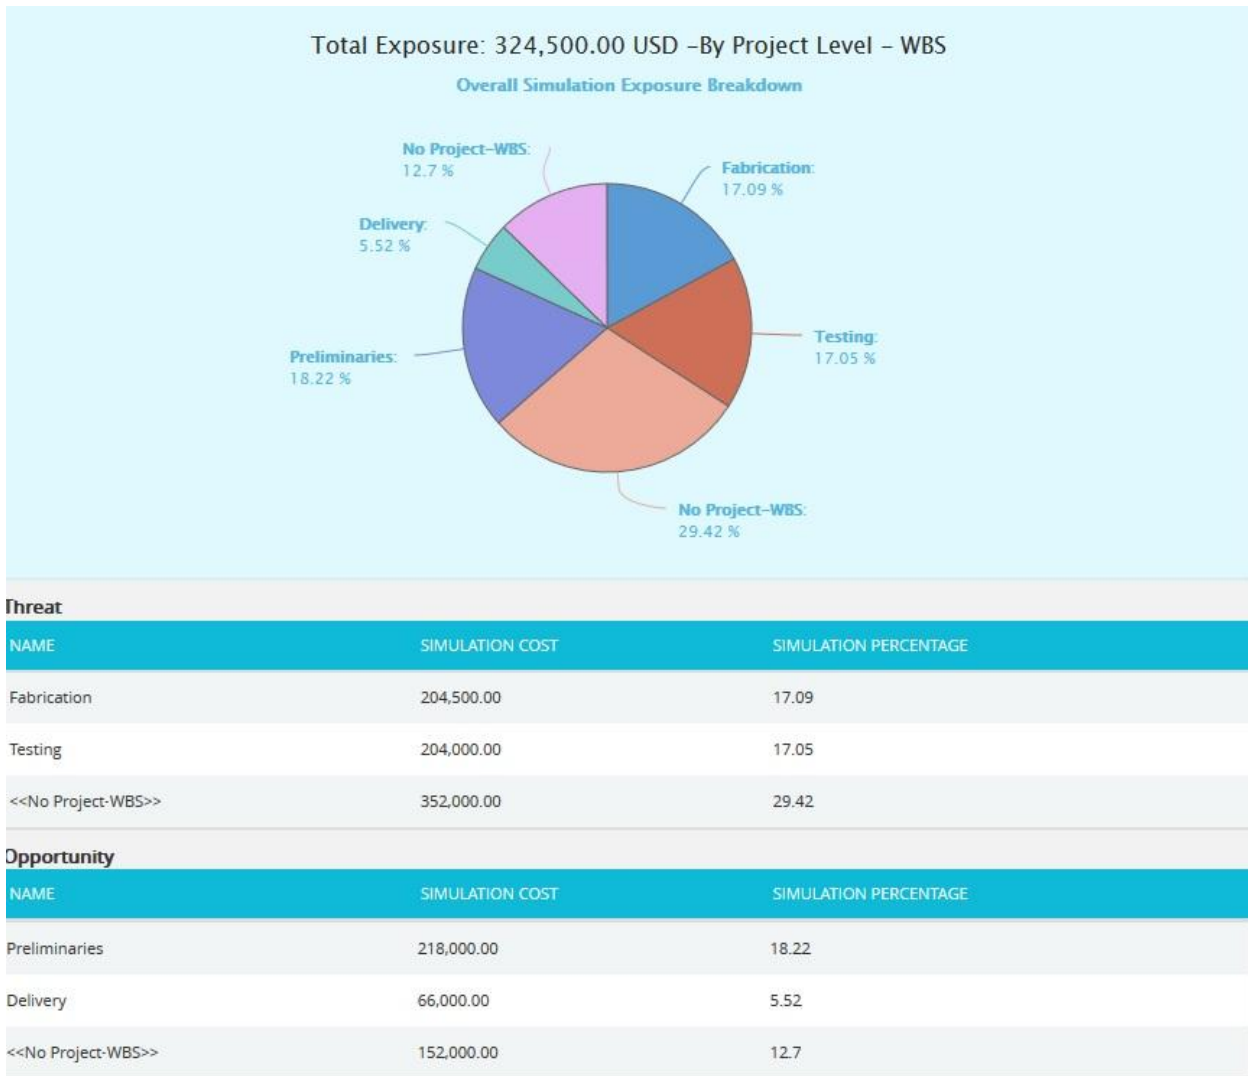 Total Exposure: 324,500.00 USD –By Project Level – WBS
Overall Simulation Exposure Breakdown
No Project–WBS:
12.7 %
Fabrication:
17.09 %
Delivery:
5.52 %
Testing:
17.05 %
Preliminaries:
18.22 %
No Project–WBS:
29.42 %
Threat
NAME SIMULATION COST SIMULATION PERCENTAGE
Fabrication 204,500.00 17.09
Testing 204,000.00 17.05
<<No Project-WBS>> 352,000.00 29.42
Opportunity
NAME SIMULATION COST SIMULATION PERCENTAGE
Preliminaries 218,000.00 18.22
Delivery 66,000.00 5.52
<<No Project-WBS>> 152,000.00 12.7